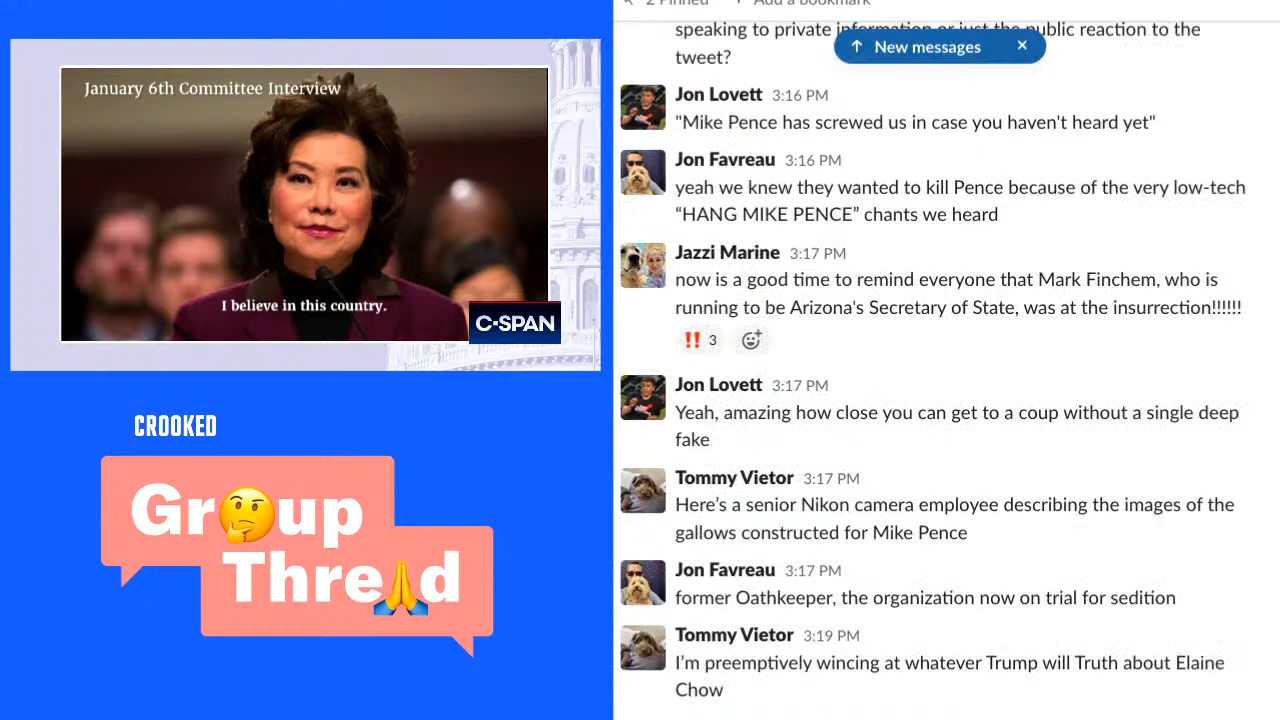 January 6th Committee Interview
I believe in this country.
C-SPAN
CROOKED
Gr🤔up
Thre🙏d
2 Pinned + Add a bookmark
speaking to private information or just the public reaction to the
tweet?
↑ New messages ×
Jon Lovett 3:16 PM
"Mike Pence has screwed us in case you haven't heard yet"
Jon Favreau 3:16 PM
yeah we knew they wanted to kill Pence because of the very low-tech
“HANG MIKE PENCE” chants we heard
Jazzi Marine 3:17 PM
now is a good time to remind everyone that Mark Finchem, who is
running to be Arizona's Secretary of State, was at the insurrection!!!!!!
‼️ 3
Jon Lovett 3:17 PM
Yeah, amazing how close you can get to a coup without a single deep
fake
Tommy Vietor 3:17 PM
Here’s a senior Nikon camera employee describing the images of the
gallows constructed for Mike Pence
Jon Favreau 3:17 PM
former Oathkeeper, the organization now on trial for sedition
Tommy Vietor 3:19 PM
I’m preemptively wincing at whatever Trump will Truth about Elaine
Chow